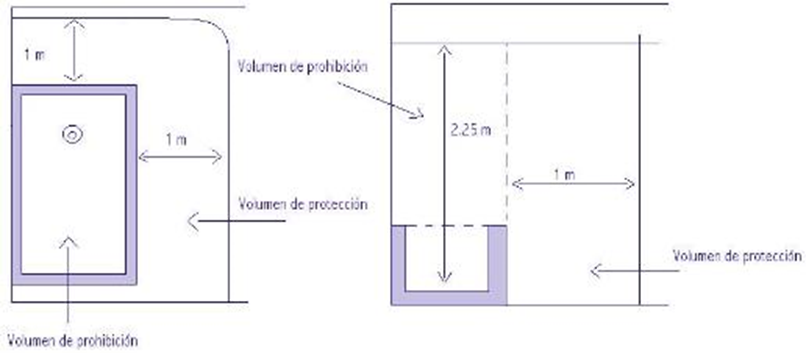 1 m
1 m
Volumen de protección
Volumen de prohibición
Volumen de prohibición
2.25 m
1 m
Volumen de protección